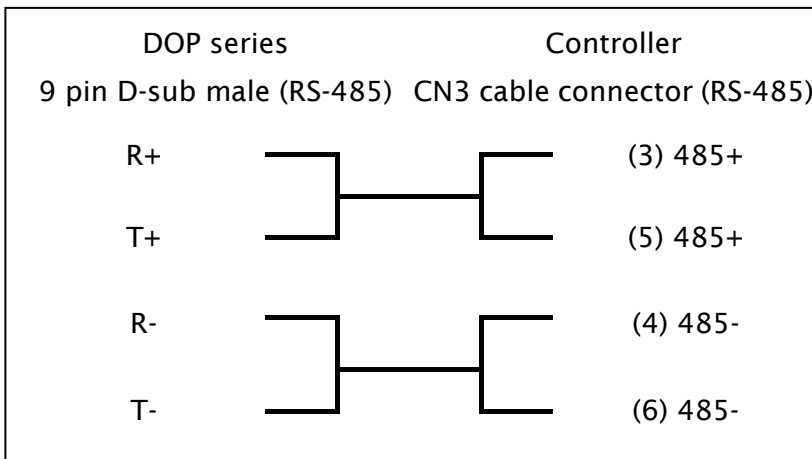 DOP series Controller
9 pin D-sub male (RS-485) CN3 cable connector (RS-485)
R+ (3) 485+
T+ (5) 485+
R- (4) 485-
T- (6) 485-